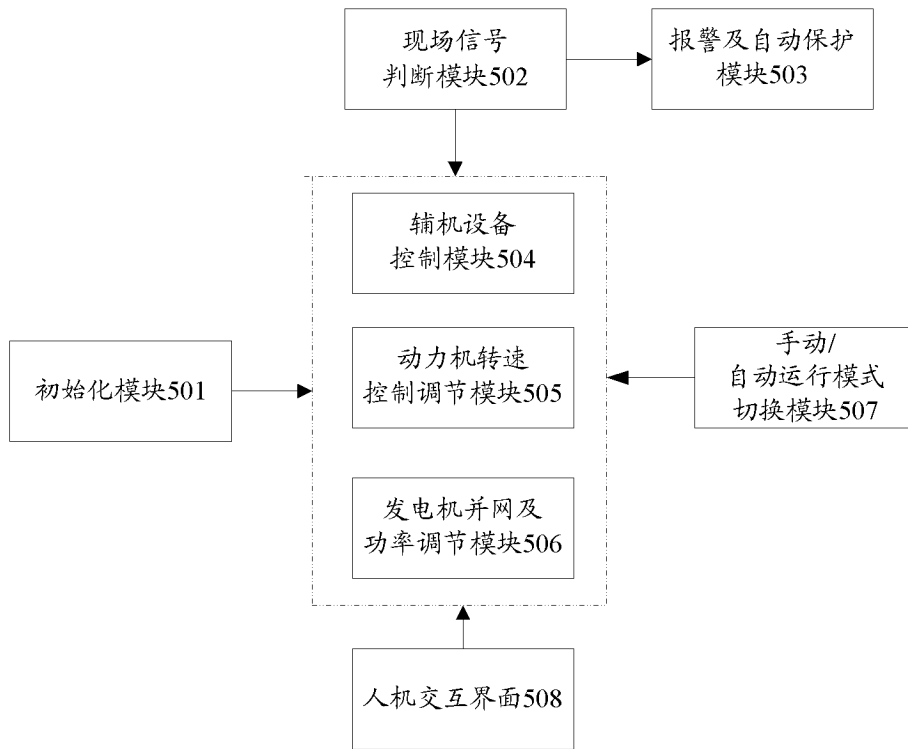 现场信号
判断模块502
报警及自动保护
模块503
辅机设备
控制模块504
初始化模块501
动力机转速
控制调节模块505
手动/
自动运行模式
切换模块507
发电机并网及
功率调节模块506
人机交互界面508